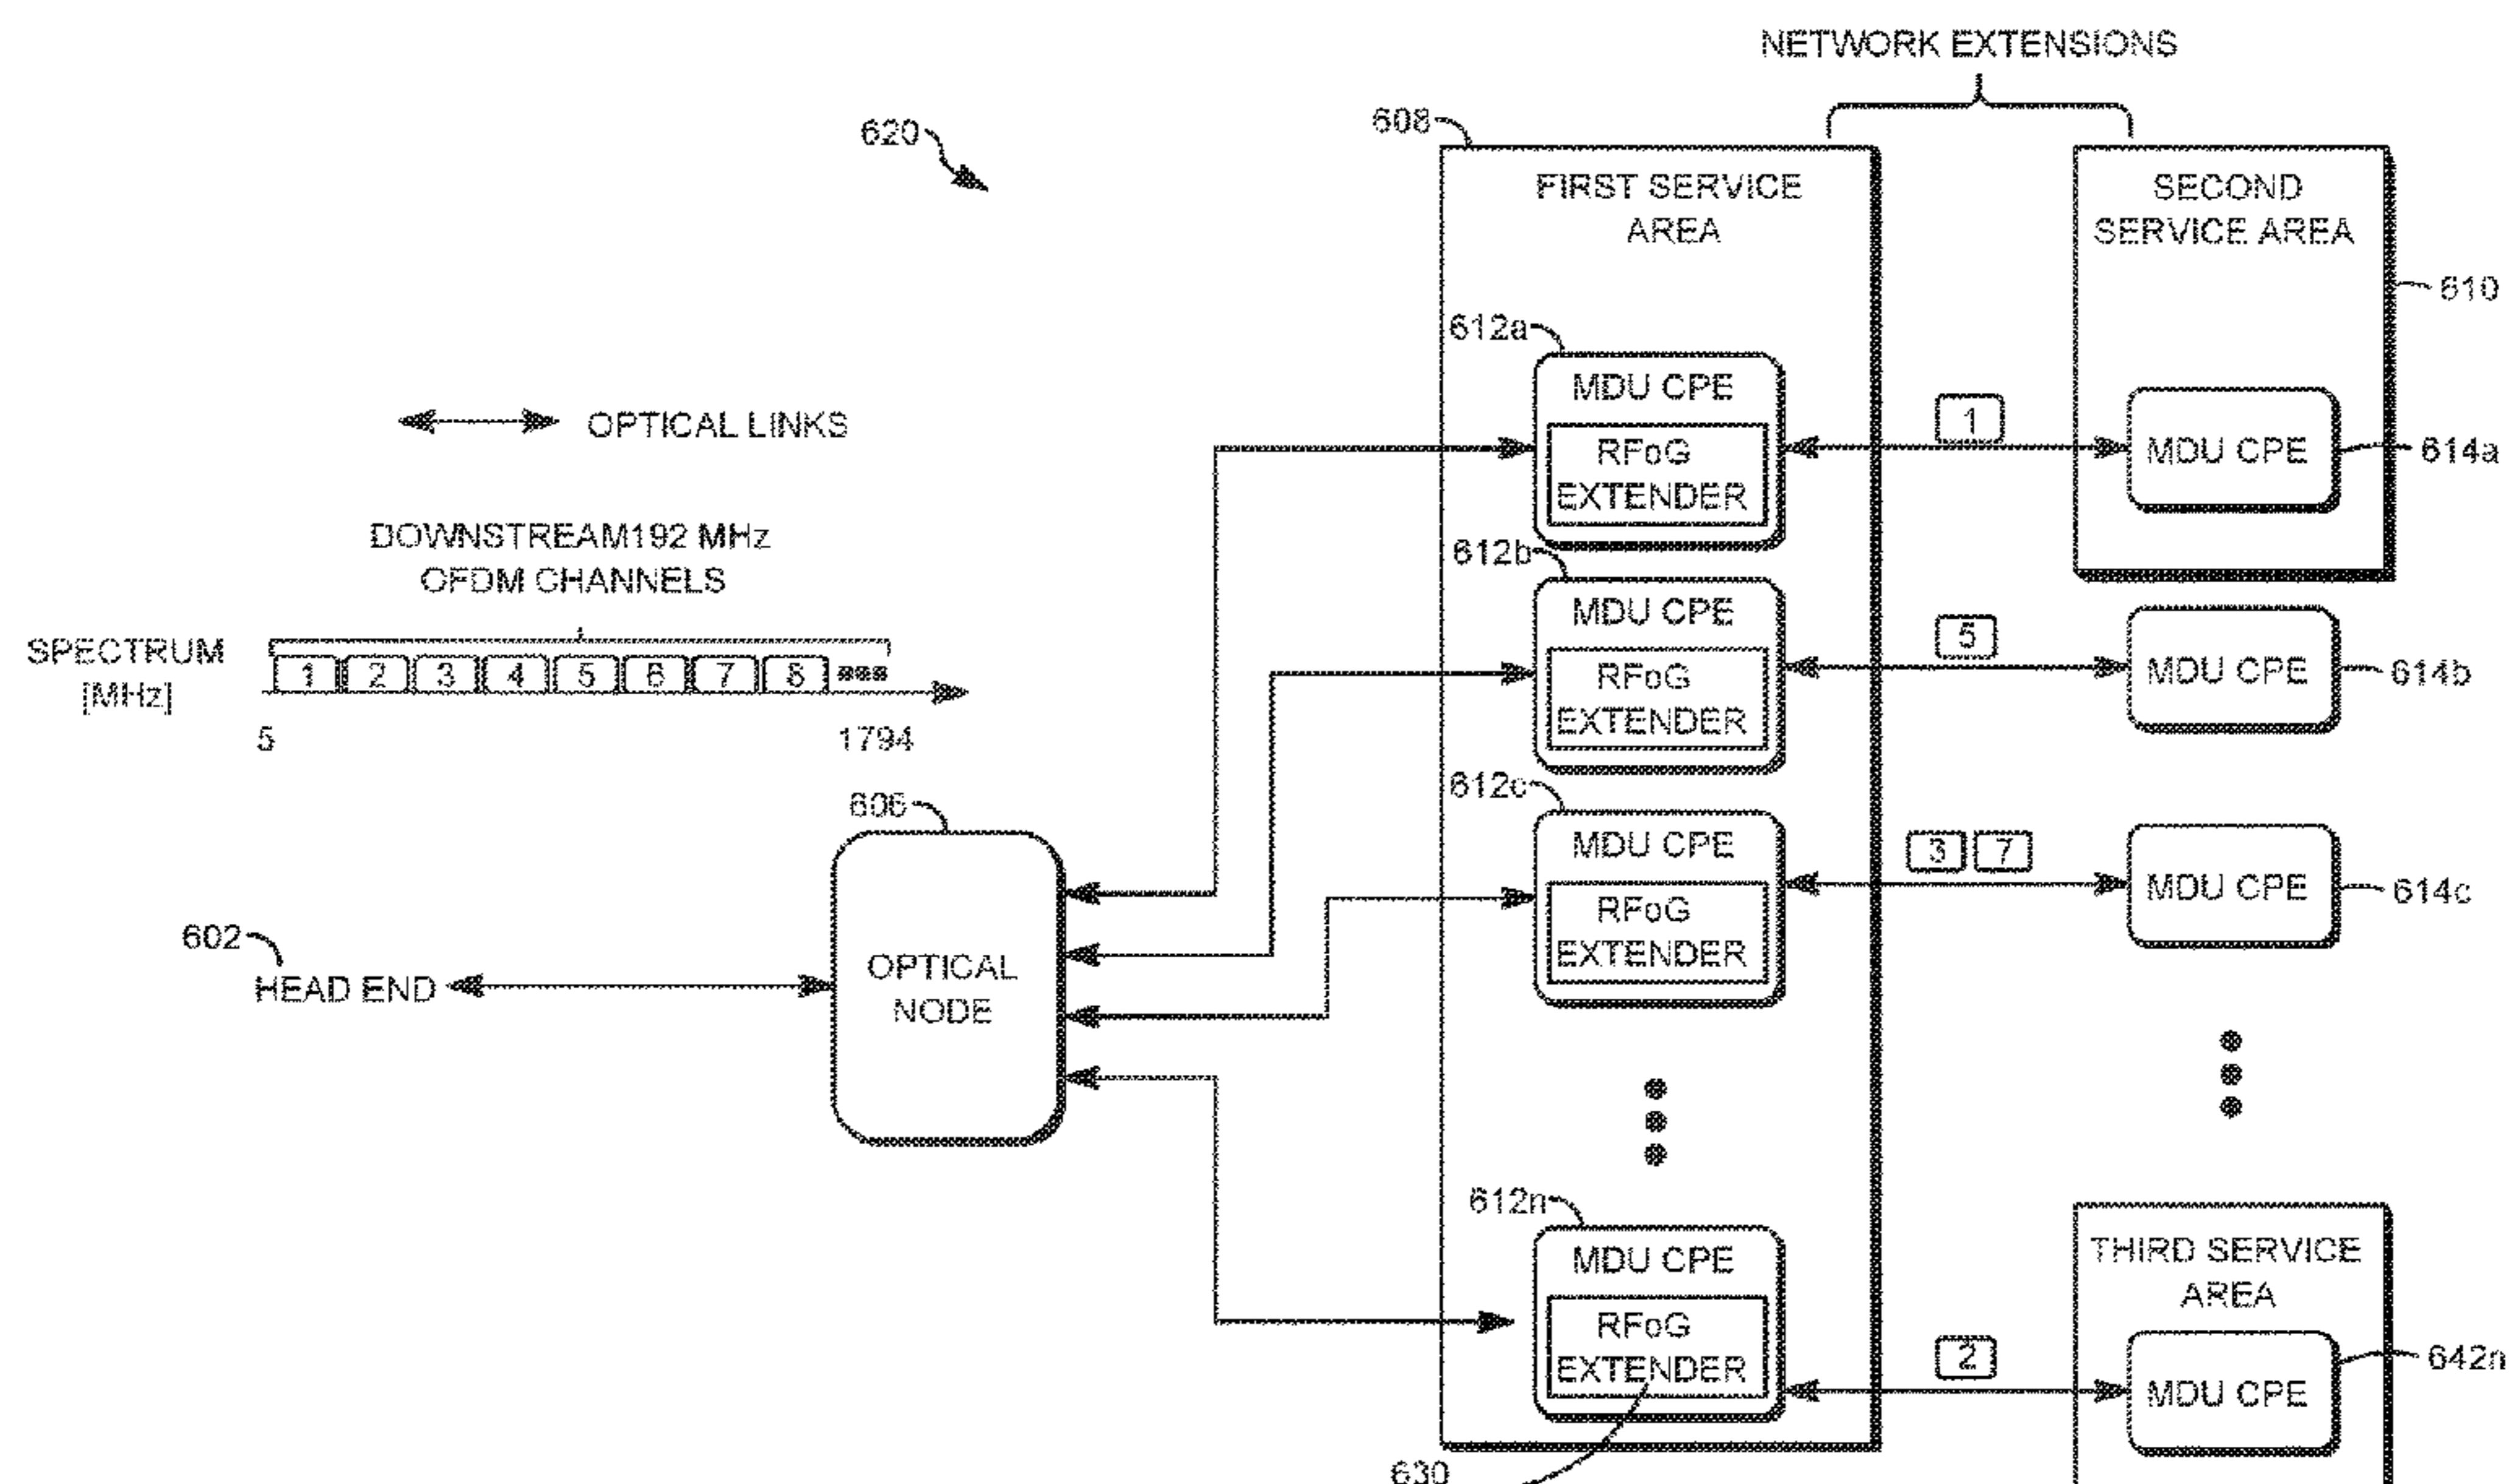 NETWORK EXTENSIONS
620
608
FIRST SERVICE
AREA
SECOND
SERVICE AREA
610
612a
MDU CPE
RFoG
EXTENDER
1
MDU CPE
614a
OPTICAL LINKS
DOWNSTREAM192 MHz
OFDM CHANNELS
SPECTRUM
[MHz]
1 2 3 4 5 6 7 8
5
1794
612b
MDU CPE
RFoG
EXTENDER
5
MDU CPE
614b
612c
MDU CPE
RFoG
EXTENDER
3 7
MDU CPE
614c
606
OPTICAL
NODE
602
HEAD END
612n
MDU CPE
RFoG
EXTENDER
630
2
THIRD SERVICE
AREA
MDU CPE
642n